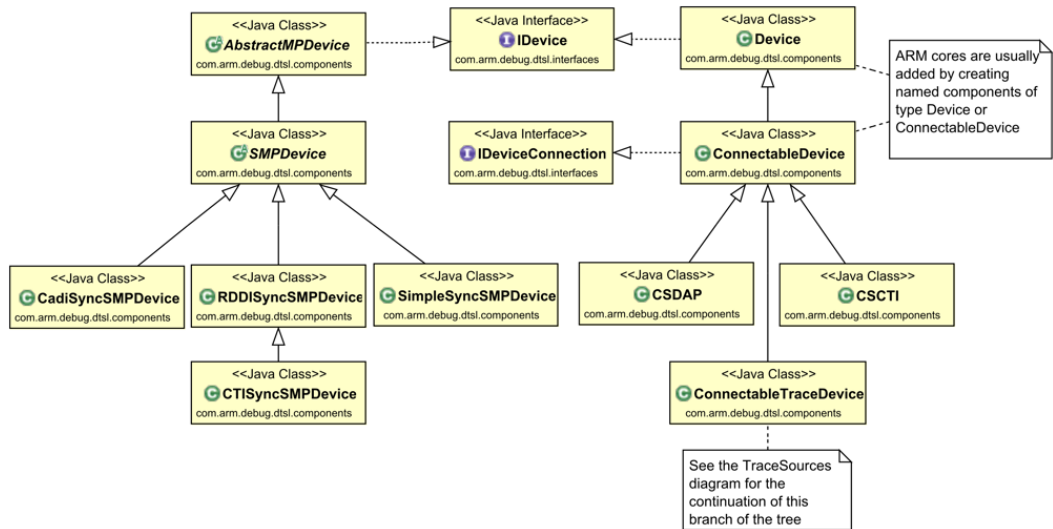 <<Java Class>>
AbstractMPDevice
com.arm.debug.dtsl.components
<<Java Interface>>
IDevice
com.arm.debug.dtsl.interfaces
<<Java Class>>
Device
com.arm.debug.dtsl.components
ARM cores are usually
added by creating
named components of
type Device or
ConnectableDevice
<<Java Class>>
SMPDevice
com.arm.debug.dtsl.components
<<Java Interface>>
IDeviceConnection
com.arm.debug.dtsl.interfaces
<<Java Class>>
ConnectableDevice
com.arm.debug.dtsl.components
<<Java Class>>
CadiSyncSMPDevice
com.arm.debug.dtsl.components
<<Java Class>>
RDDISyncSMPDevice
com.arm.debug.dtsl.components
<<Java Class>>
SimpleSyncSMPDevice
com.arm.debug.dtsl.components
<<Java Class>>
CSDAP
com.arm.debug.dtsl.components
<<Java Class>>
CSCTI
com.arm.debug.dtsl.components
<<Java Class>>
CTISyncSMPDevice
com.arm.debug.dtsl.components
<<Java Class>>
ConnectableTraceDevice
com.arm.debug.dtsl.components
See the TraceSources
diagram for the
continuation of this
branch of the tree